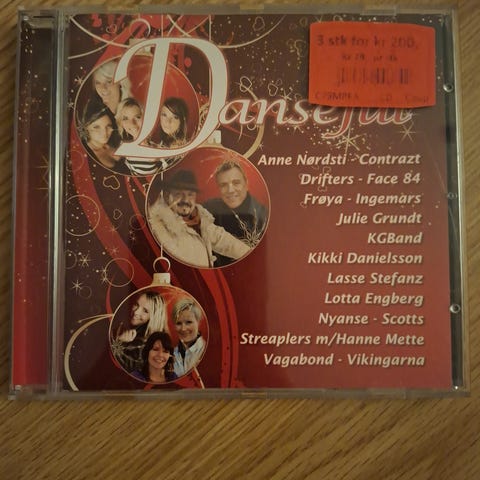 3 stk for kr 200,
Dansejul
Anne Nørdsti - Contrazt
Drifters - Face 84
Frøya - Ingemars
Julie Grundt
KGBand
Kikki Danielsson
Lasse Stefanz
Lotta Engberg
Nyanse - Scotts
Streaplers m/Hanne Mette
Vagabond - Vikingarna